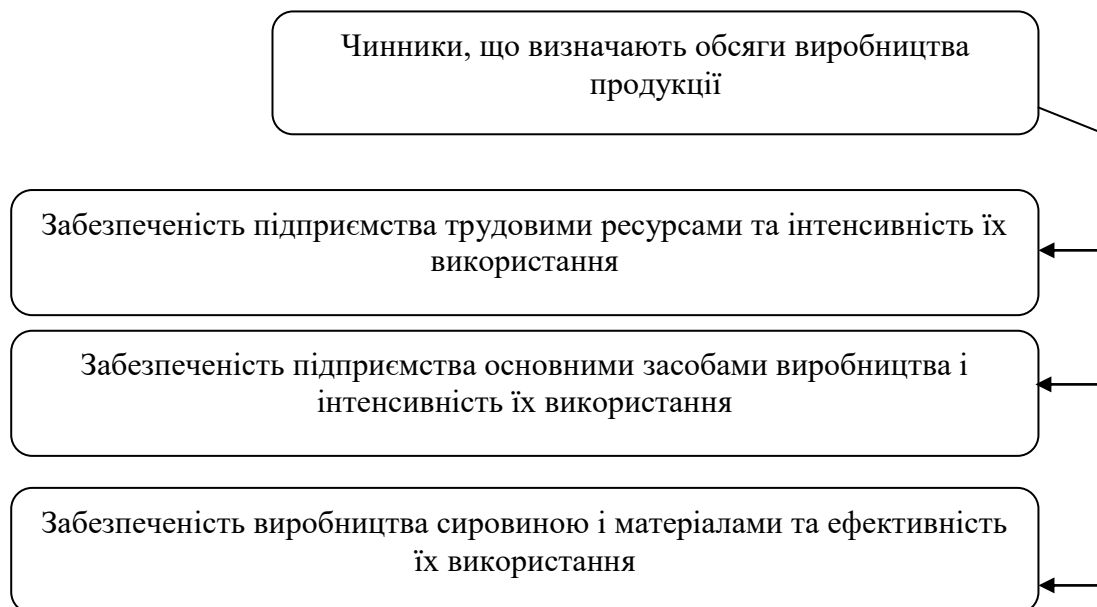 Чинники, що визначають обсяги виробництва
продукції
Забезпеченість підприємства трудовими ресурсами та інтенсивність їх
використання
Забезпеченість підприємства основними засобами виробництва і
інтенсивність їх використання
Забезпеченість виробництва сировиною і матеріалами та ефективність
їх використання